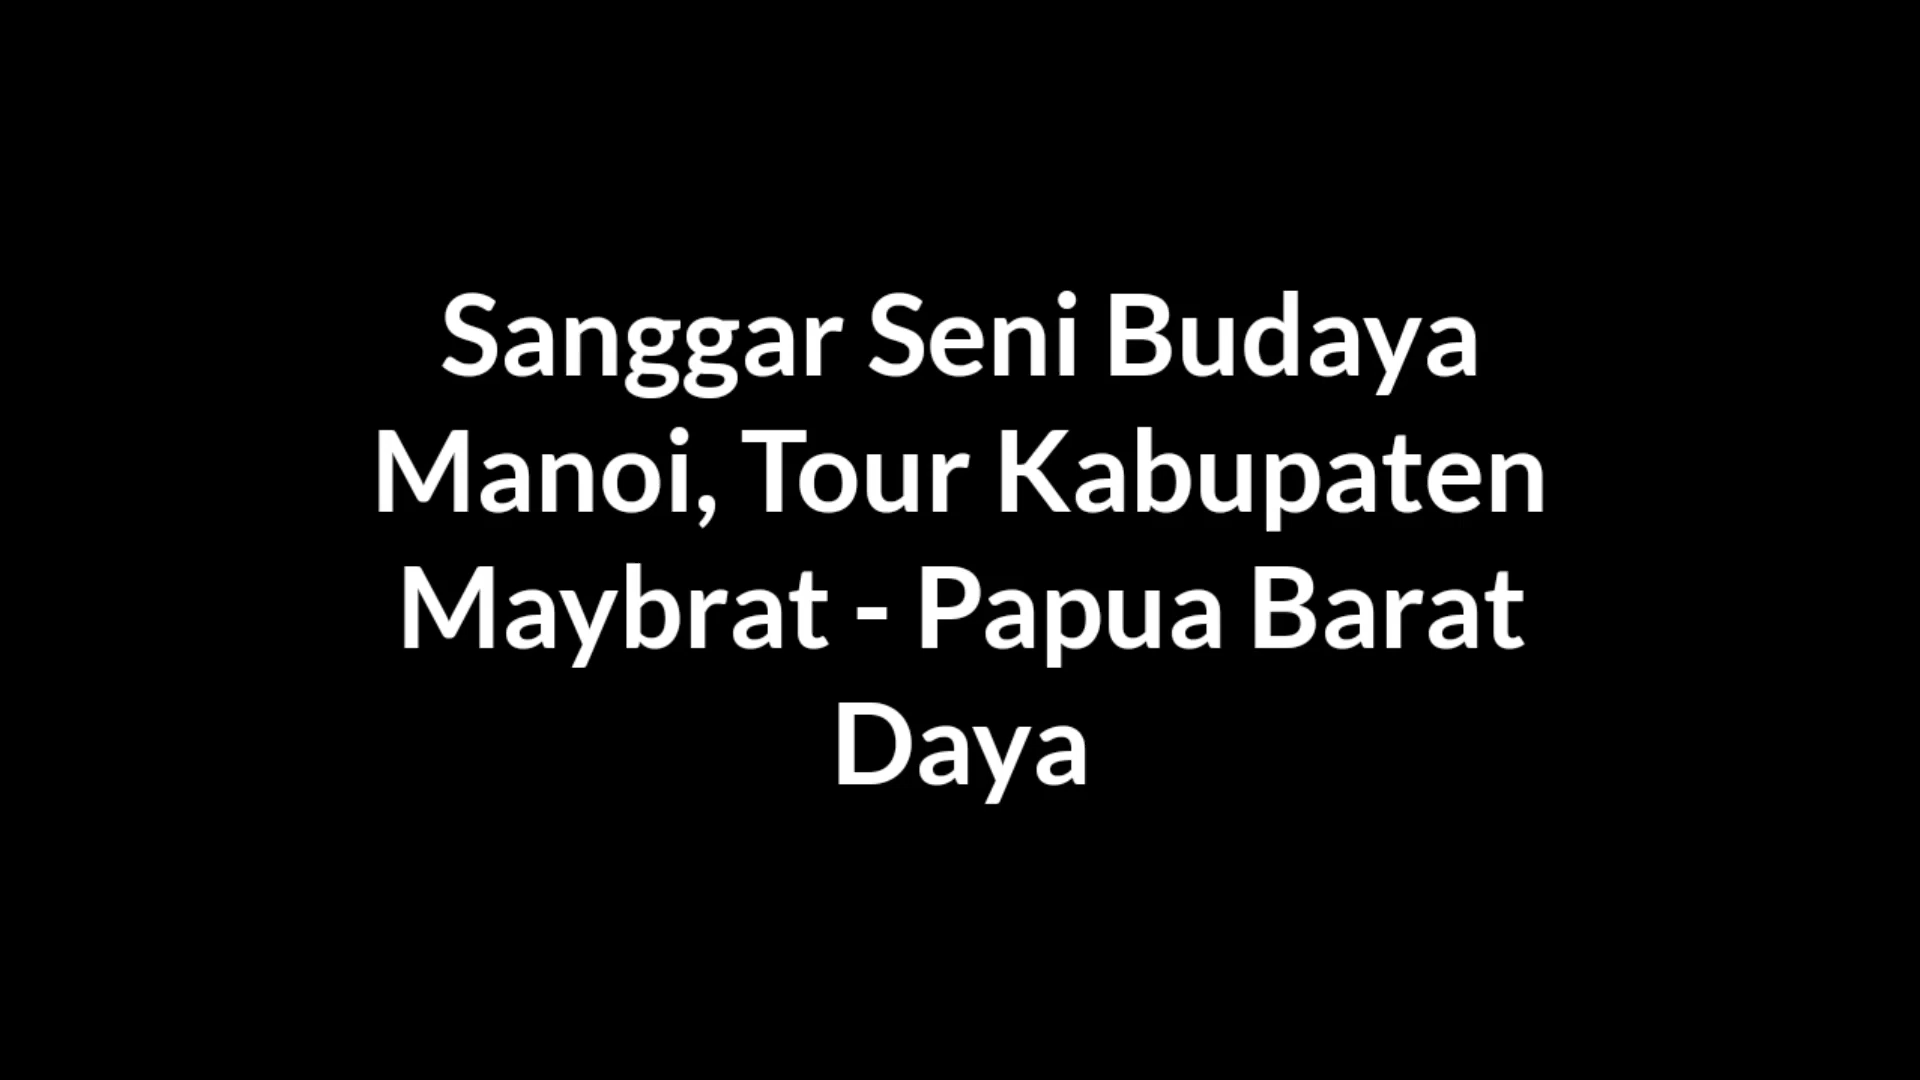 Sanggar Seni Budaya
Manoi, Tour Kabupaten
Maybrat - Papua Barat
Daya